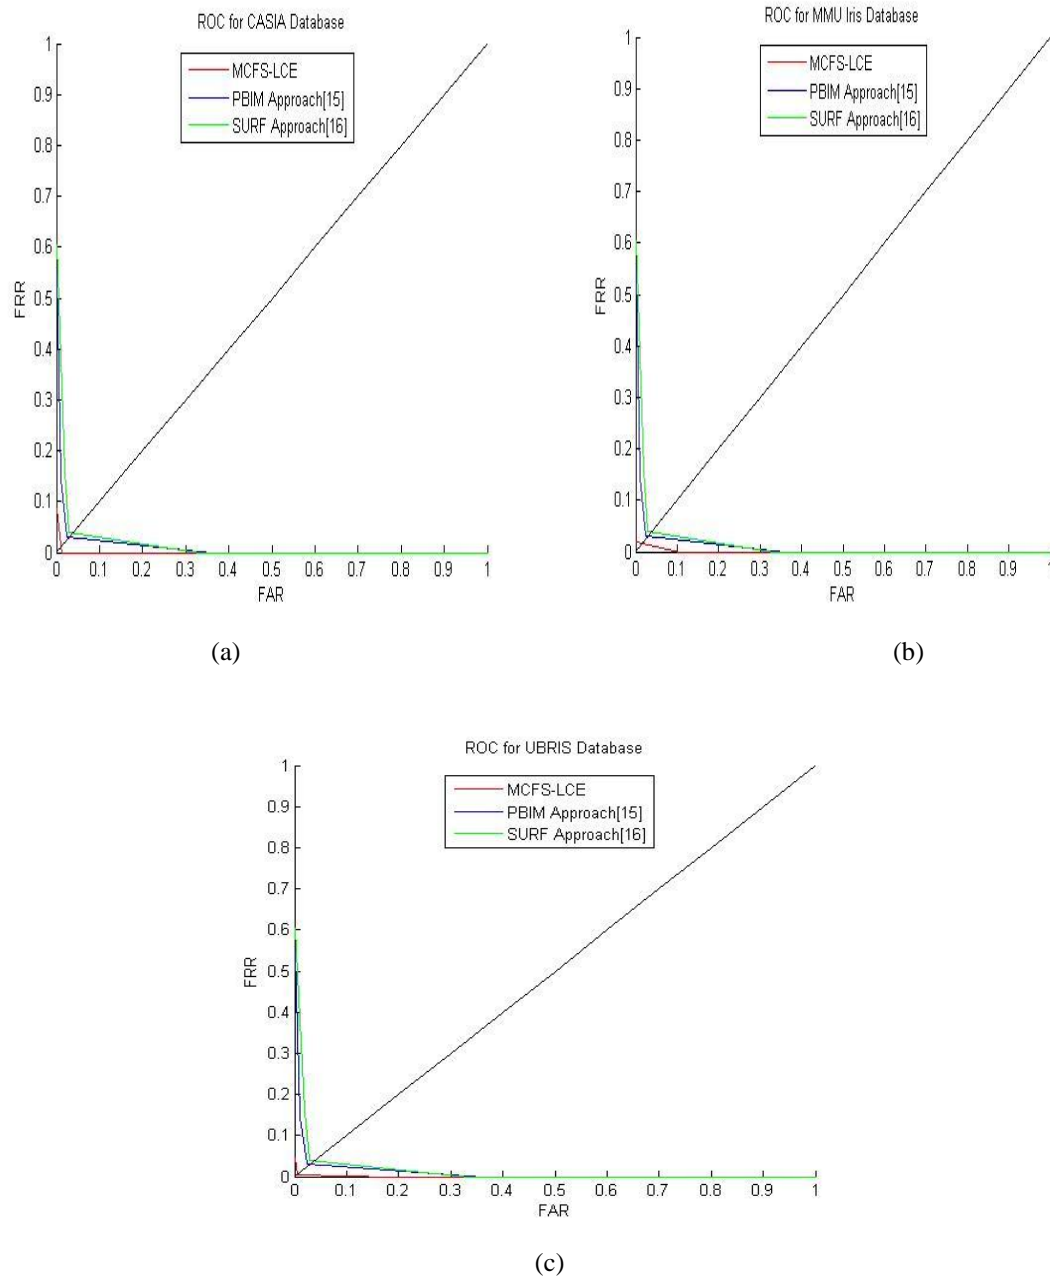 ROC for CASIA Database
MCFS-LCE
PBIM Approach[15]
SURF Approach[16]
1
0.9
0.8
0.7
0.6
0.5
0.4
0.3
0.2
0.1
0
FRR
0 0.1 0.2 0.3 0.4 0.5 0.6 0.7 0.8 0.9 1
FAR
(a)
ROC for MMU Iris Database
MCFS-LCE
PBIM Approach[15]
SURF Approach[16]
1
0.9
0.8
0.7
0.6
0.5
0.4
0.3
0.2
0.1
0
FRR
0 0.1 0.2 0.3 0.4 0.5 0.6 0.7 0.8 0.9 1
FAR
(b)
ROC for UBRIS Database
MCFS-LCE
PBIM Approach[15]
SURF Approach[16]
1
0.9
0.8
0.7
0.6
0.5
0.4
0.3
0.2
0.1
0
FRR
0 0.1 0.2 0.3 0.4 0.5 0.6 0.7 0.8 0.9 1
FAR
(c)